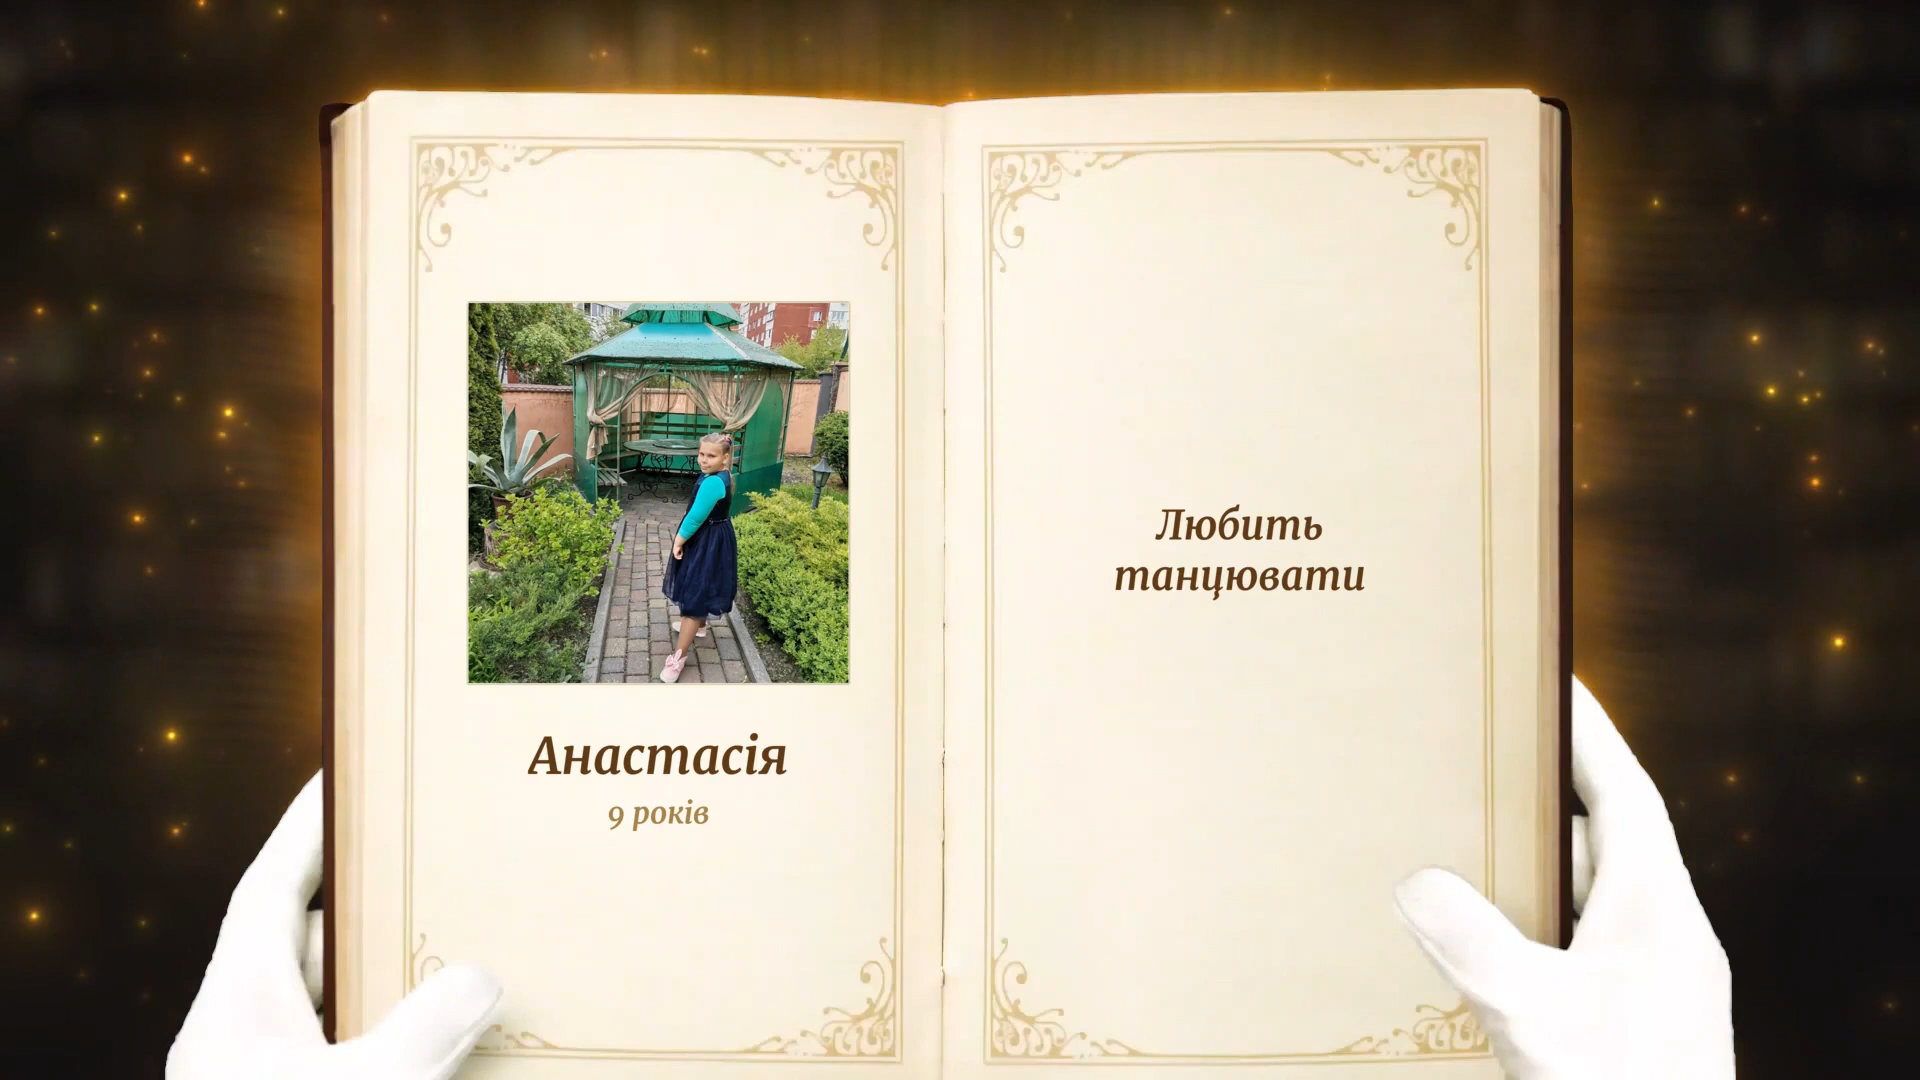 Анастасія
9 років
Любить
танцювати